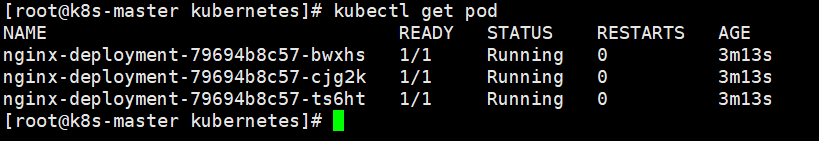 [root@k8s-master kubernetes]# kubectl get pod
NAME                                READY   STATUS    RESTARTS   AGE
nginx-deployment-79694b8c57-bwxhs   1/1     Running   0          3m13s
nginx-deployment-79694b8c57-cjg2k   1/1     Running   0          3m13s
nginx-deployment-79694b8c57-ts6ht   1/1     Running   0          3m13s
[root@k8s-master kubernetes]#